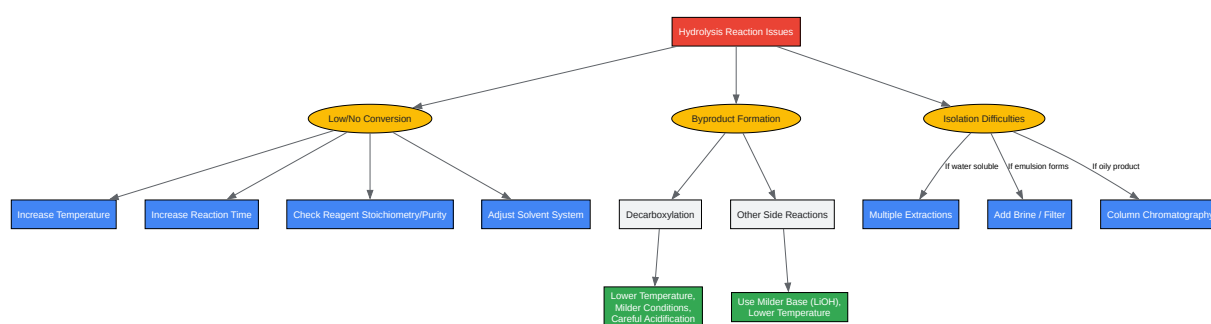 Hydrolysis Reaction Issues
Low/No Conversion
Byproduct Formation
Isolation Difficulties
If water soluble
If emulsion forms
If oily product
Increase Temperature
Increase Reaction Time
Check Reagent Stoichiometry/Purity
Adjust Solvent System
Decarboxylation
Other Side Reactions
Multiple Extractions
Add Brine / Filter
Column Chromatography
Lower Temperature,
Milder Conditions,
Careful Acidification
Use Milder Base (LiOH),
Lower Temperature